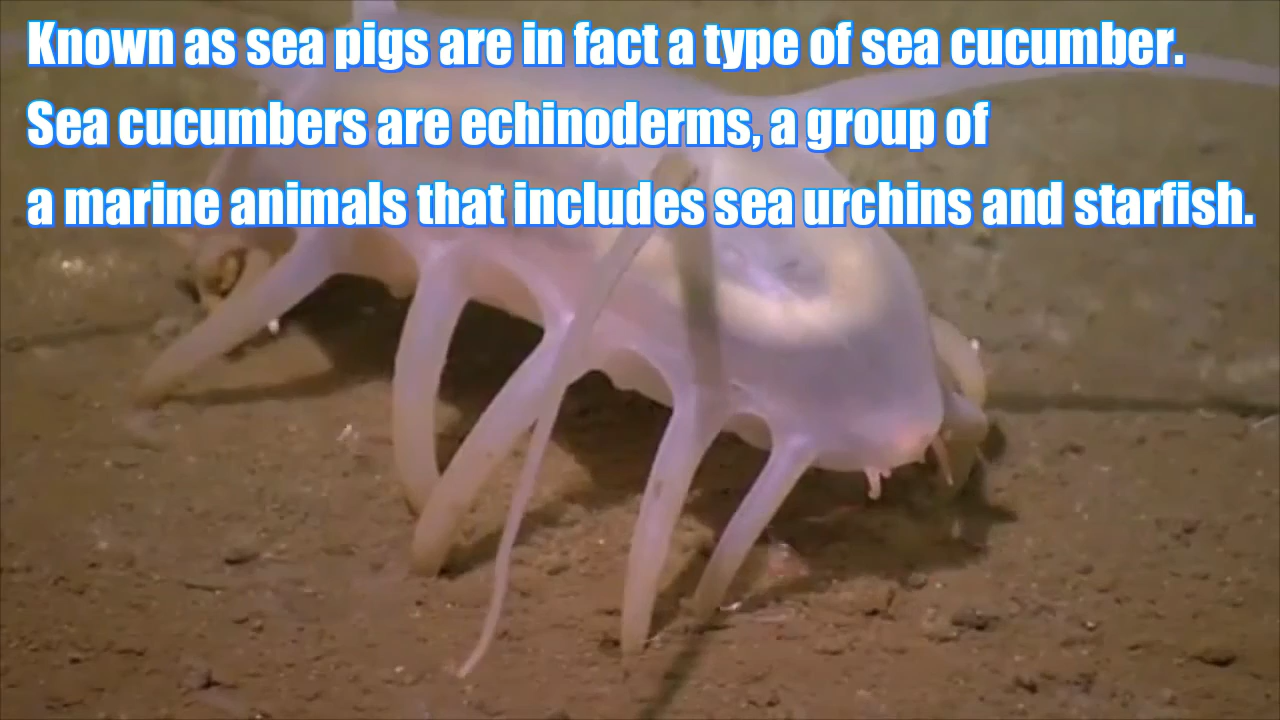 Known as sea pigs are in fact a type of sea cucumber.
Sea cucumbers are echinoderms, a group of
a marine animals that includes sea urchins and starfish.